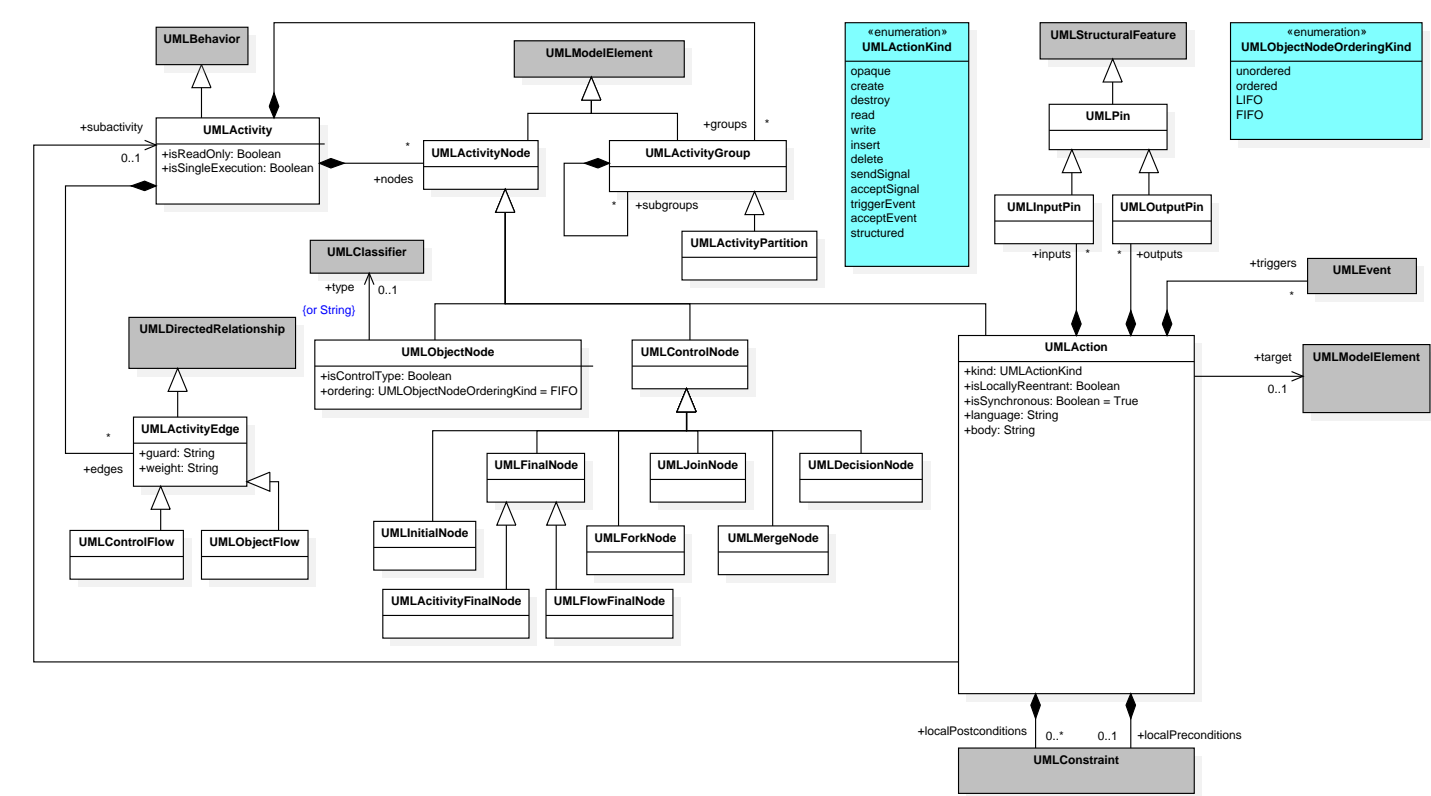 UMLBehavior
UMLModelElement
«enumeration»
UMLActionKind
opaque
create
destroy
read
write
insert
delete
sendSignal
acceptSignal
triggerEvent
acceptEvent
structured
UMLStructuralFeature
«enumeration»
UMLObjectNodeOrderingKind
unordered
ordered
LIFO
FIFO
+subactivity
0..1
UMLActivity
+isReadOnly: Boolean
+isSingleExecution: Boolean
*
+nodes
UMLActivityNode
+groups
*
UMLActivityGroup
*
+subgroups
UMLActivityPartition
UMLPin
UMLInputPin
UMLOutputPin
+inputs
*
*
+outputs
+triggers
*
UMLEvent
UMLClassifier
+type
0..1
{or String}
UMLDirectedRelationship
UMLObjectNode
+isControlType: Boolean
+ordering: UMLObjectNodeOrderingKind = FIFO
UMLControlNode
UMLAction
+kind: UMLActionKind
+isLocallyReentrant: Boolean
+isSynchronous: Boolean = True
+language: String
+body: String
+target
0..1
UMLModelElement
*
+edges
UMLActivityEdge
+guard: String
+weight: String
UMLFinalNode
UMLJoinNode
UMLDecisionNode
UMLControlFlow
UMLObjectFlow
UMLInitialNode
UMLForkNode
UMLMergeNode
UMLAcitivityFinalNode
UMLFlowFinalNode
+localPostconditions
0..*
0..1
+localPreconditions
UMLConstraint